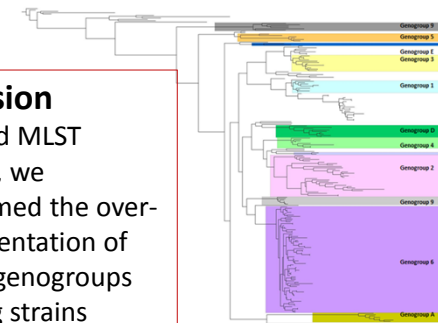 Genogroup 9
Genogroup 5
Genogroup E
Genogroup 3
Genogroup 1
Genogroup D
Genogroup 4
Genogroup 2
Genogroup 9
Genogroup 6
Genogroup A
sion
d MLST
, we
med the over-
entation of
genogroups
g strains